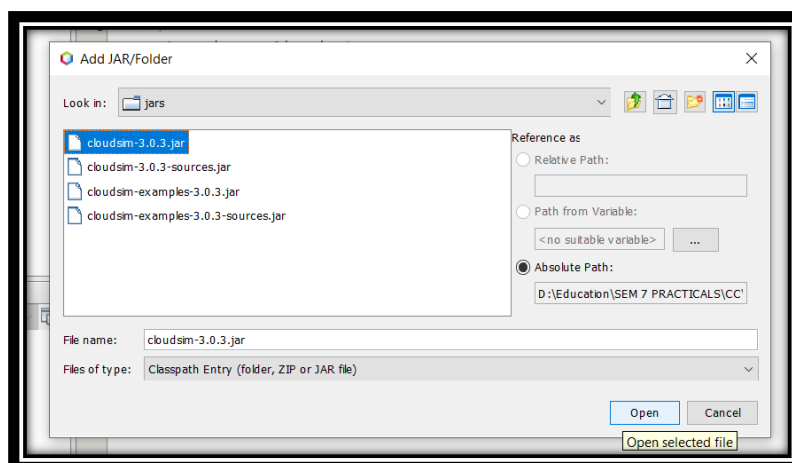 Add JAR/Folder
Look in: jars
cloudsim-3.0.3.jar
cloudsim-3.0.3-sources.jar
cloudsim-examples-3.0.3.jar
cloudsim-examples-3.0.3-sources.jar
Reference as
Relative Path:
Path from Variable:
<no suitable variable> ...
Absolute Path:
D:\Education\SEM 7 PRACTICALS\CC\
File name: cloudsim-3.0.3.jar
Files of type: Classpath Entry (folder, ZIP or JAR file)
Open Cancel
Open selected file